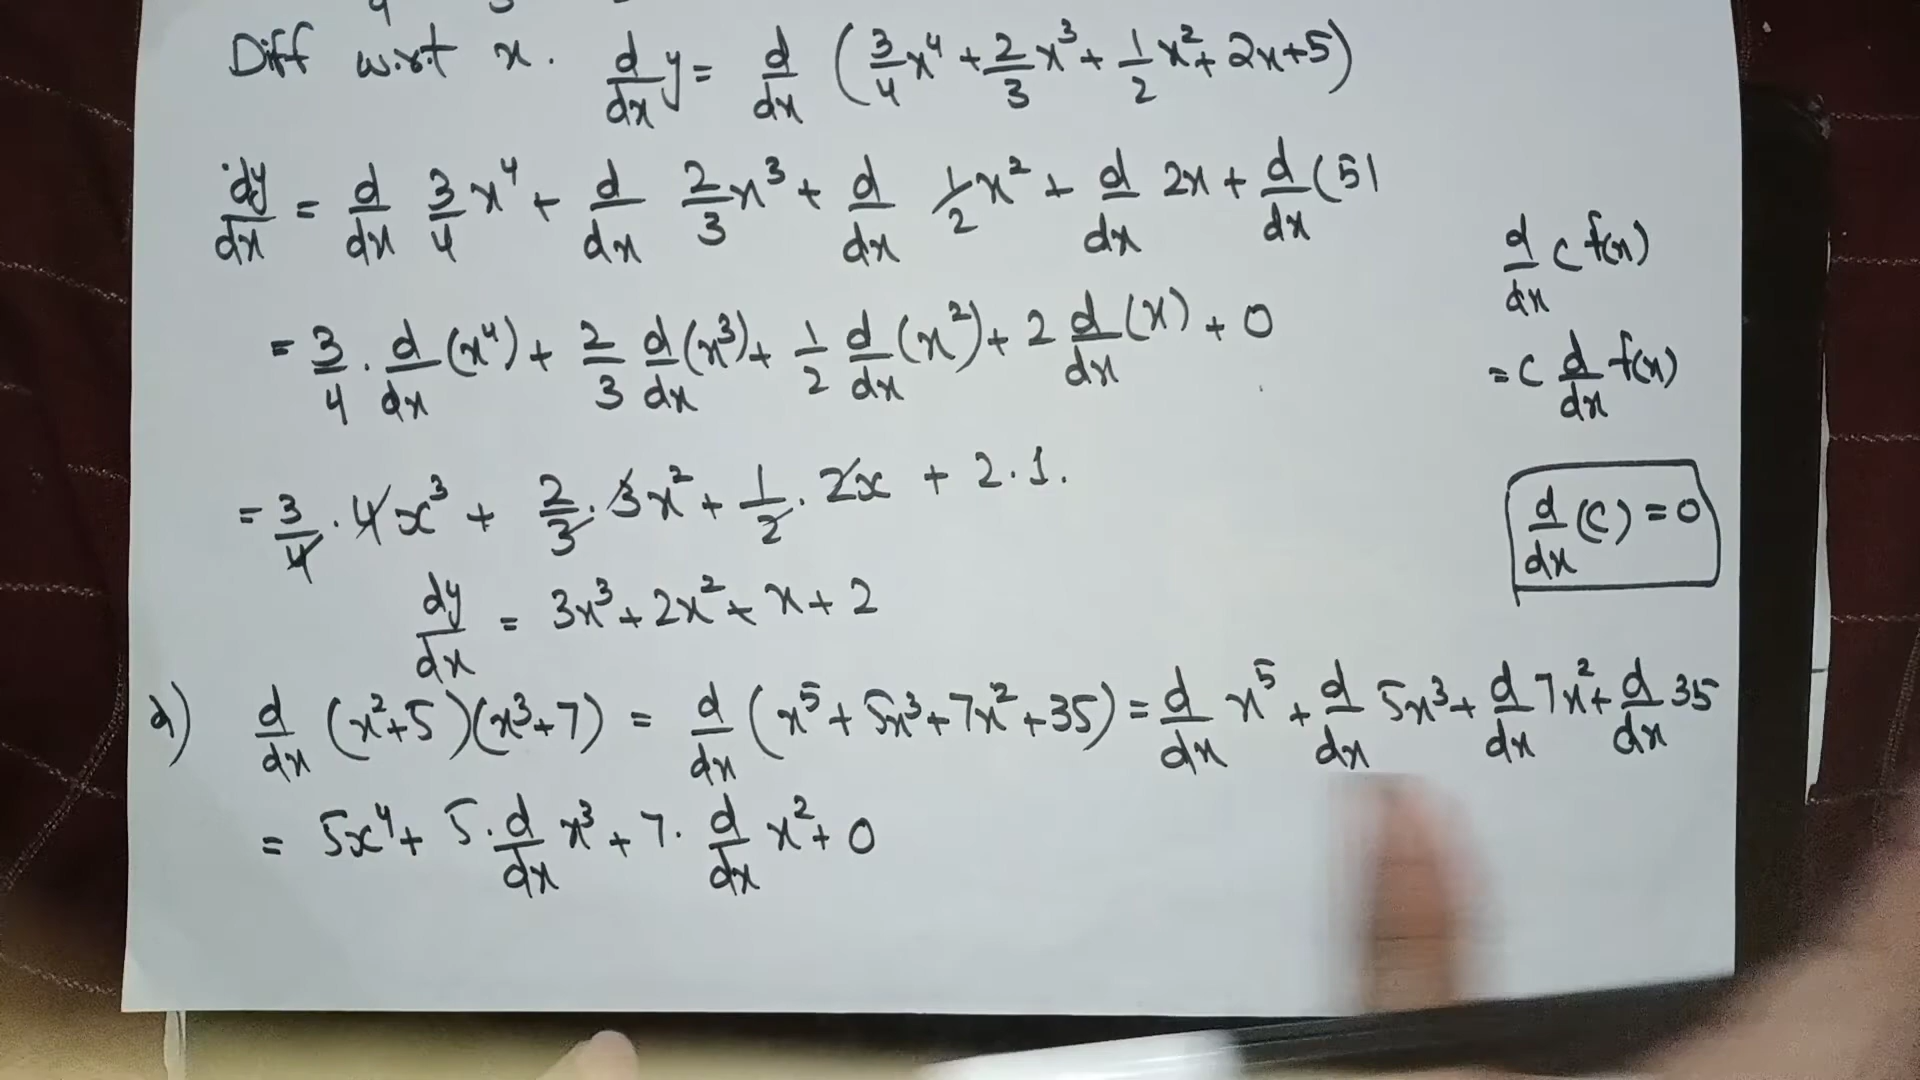 Diff w.r.t x. d/dx y = d/dx (3/4 x⁴ + 2/3 x³ + 1/2 x² + 2x + 5)
dy/dx = d/dx 3/4 x⁴ + d/dx 2/3 x³ + d/dx 1/2 x² + d/dx 2x + d/dx (5)
= 3/4 · d/dx (x⁴) + 2/3 d/dx (x³) + 1/2 d/dx (x²) + 2 d/dx (x) + 0
= 3/4 · 4x³ + 2/3 · 3x² + 1/2 · 2x + 2 · 1.
dy/dx = 3x³ + 2x² + x + 2
d/dx c f(x)
= c d/dx f(x)
d/dx (c) = 0
d/dx (x² + 5)(x³ + 7) = d/dx (x⁵ + 5x³ + 7x² + 35) = d/dx x⁵ + d/dx 5x³ + d/dx 7x² + d/dx 35
= 5x⁴ + 5 · d/dx x³ + 7 · d/dx x² + 0